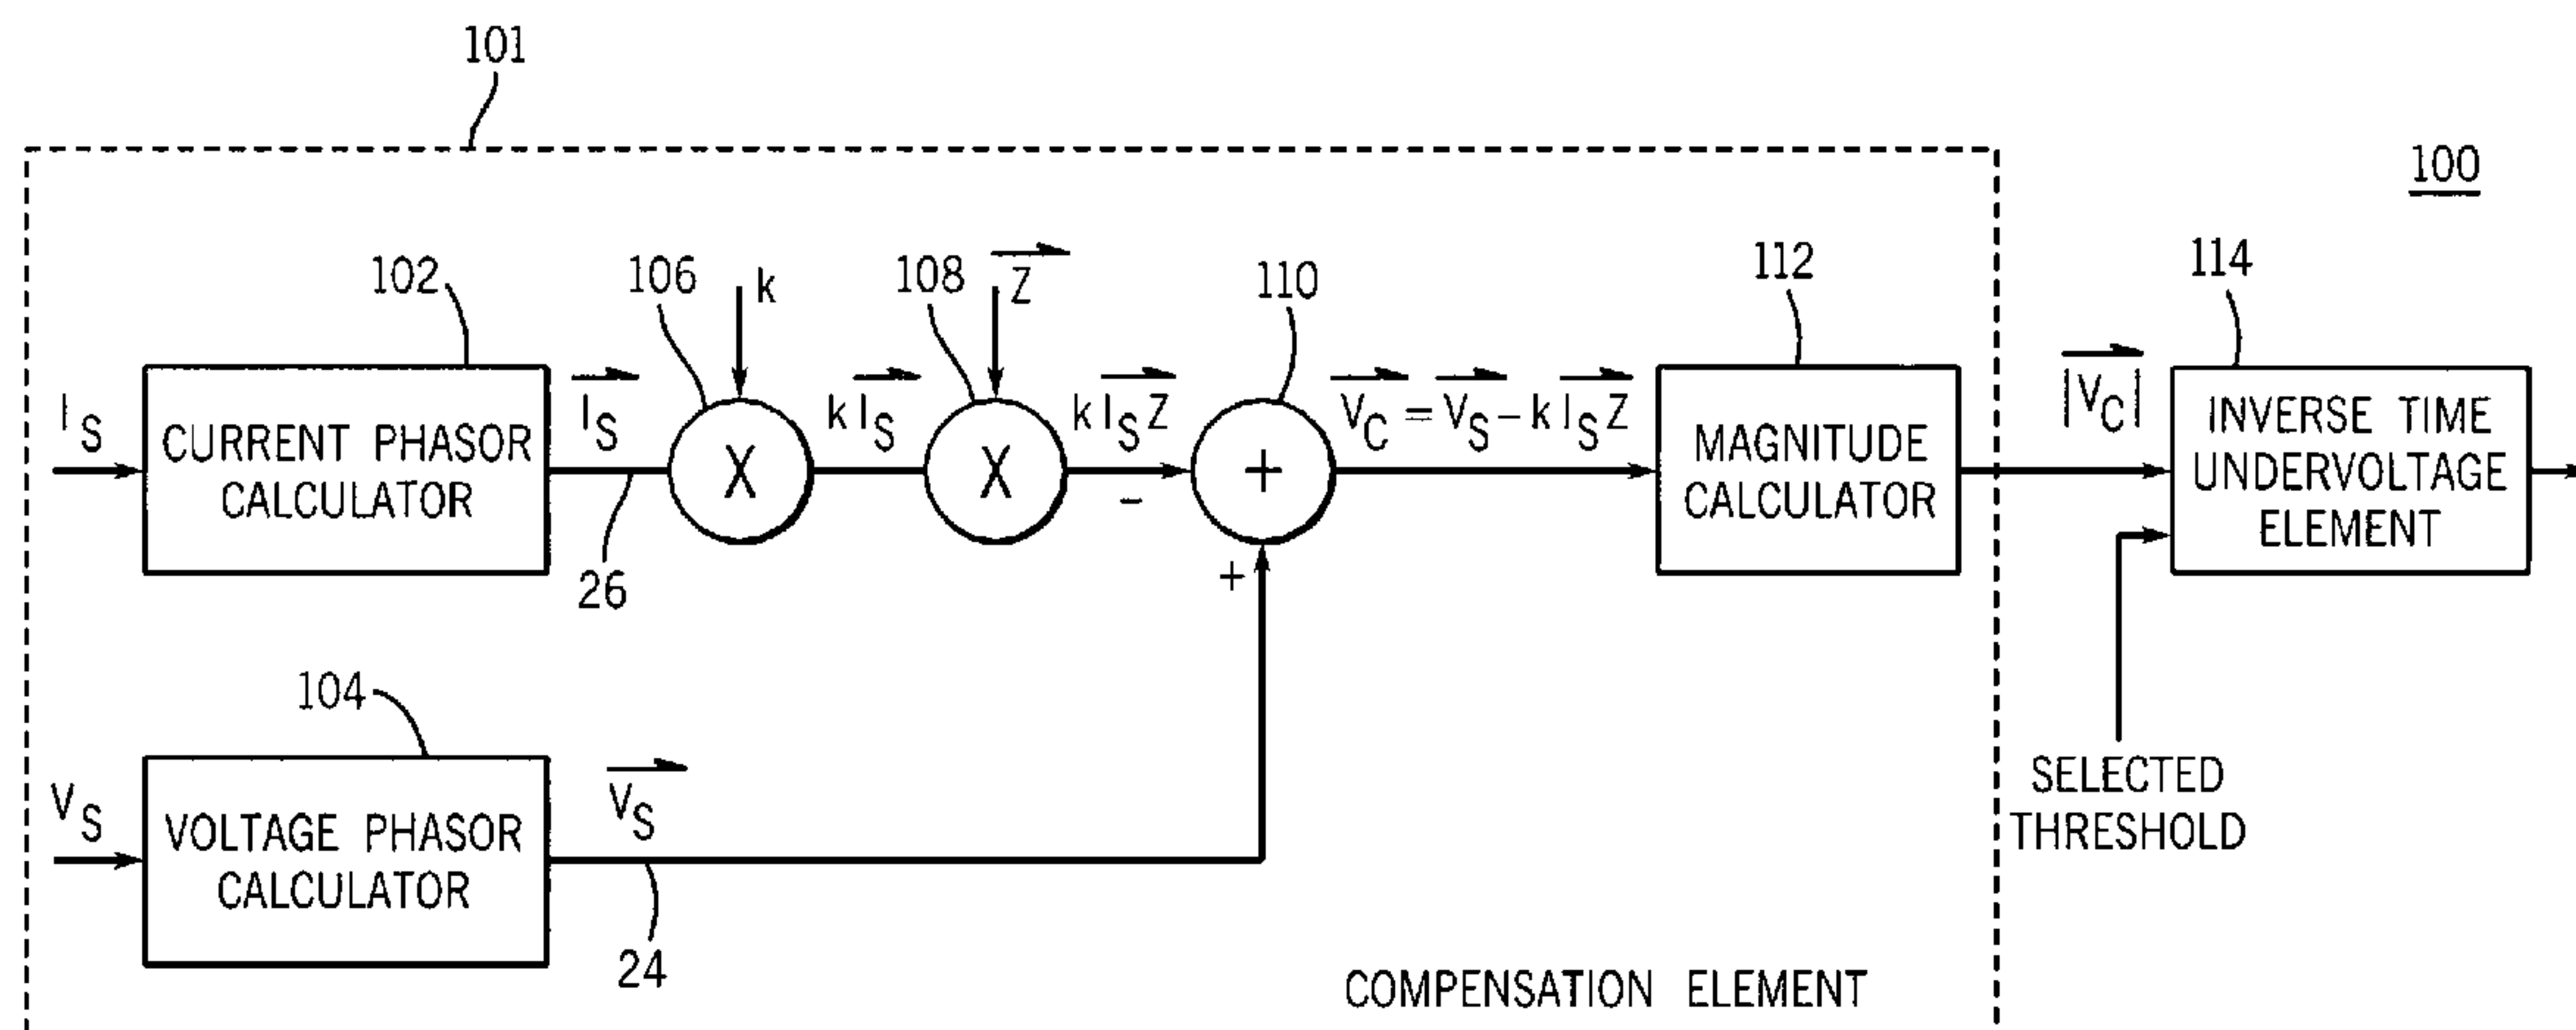 101
100
102
106
k
108
Z
110
112
114
I_S
CURRENT PHASOR
CALCULATOR
I_S
26
X
k I_S
X
k I_S Z
-
+
+
V_C = V_S - k I_S Z
MAGNITUDE
CALCULATOR
|V_C|
INVERSE TIME
UNDERVOLTAGE
ELEMENT
SELECTED
THRESHOLD
104
V_S
VOLTAGE PHASOR
CALCULATOR
V_S
24
COMPENSATION ELEMENT